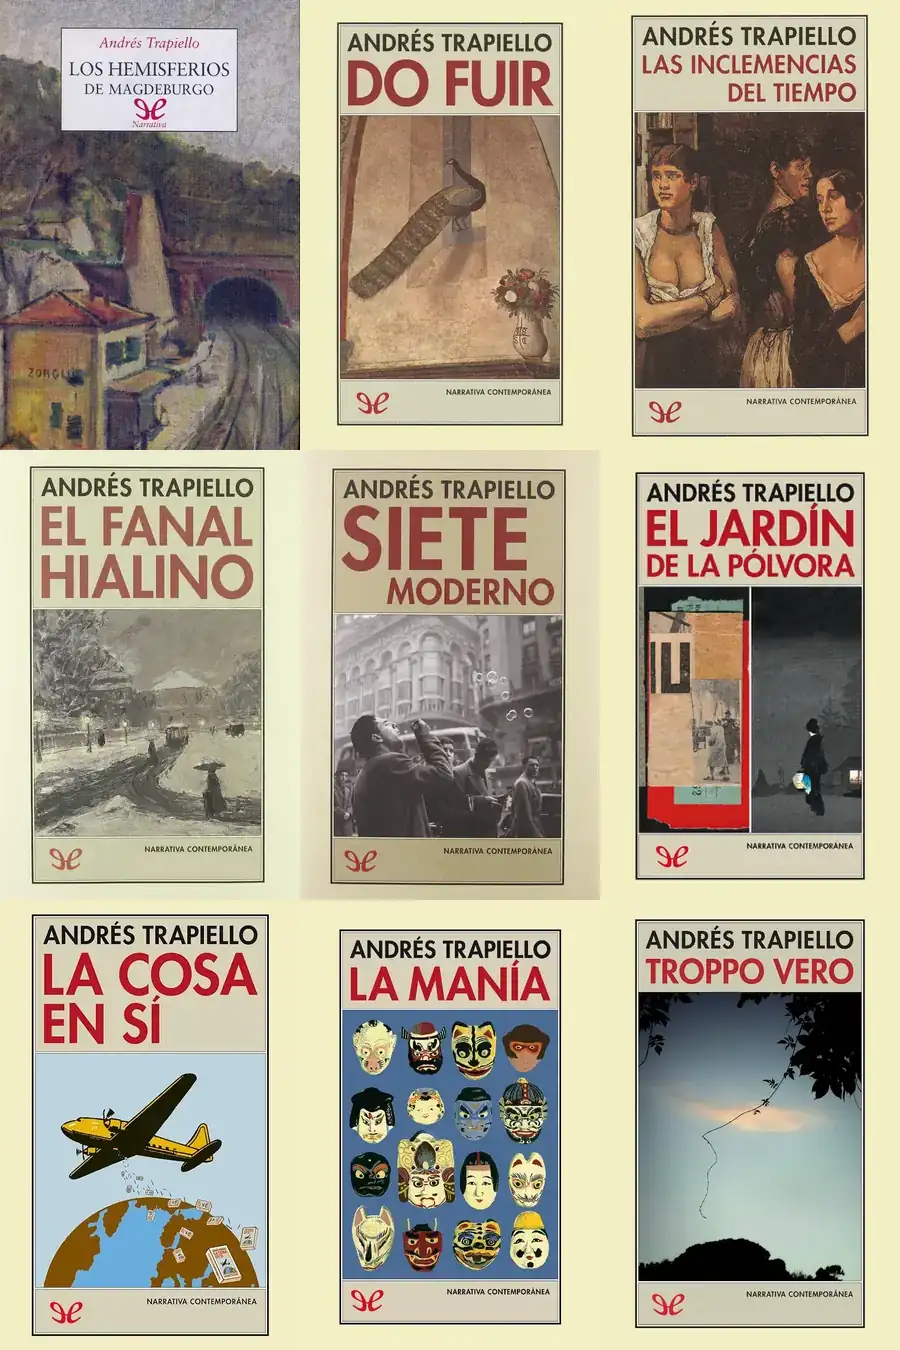 Andrés Trapiello
LOS HEMISFERIOS
DE MAGDEBURGO
Narrativa
ANDRÉS TRAPIELLO
DO FUIR
NARRATIVA CONTEMPORÁNEA
ANDRÉS TRAPIELLO
LAS INCLEMENCIAS
DEL TIEMPO
NARRATIVA CONTEMPORÁNEA
ANDRÉS TRAPIELLO
EL FANAL
HIALINO
NARRATIVA CONTEMPORÁNEA
ANDRÉS TRAPIELLO
SIETE
MODERNO
NARRATIVA CONTEMPORÁNEA
ANDRÉS TRAPIELLO
EL JARDÍN
DE LA PÓLVORA
NARRATIVA CONTEMPORÁNEA
ANDRÉS TRAPIELLO
LA COSA
EN SÍ
NARRATIVA CONTEMPORÁNEA
ANDRÉS TRAPIELLO
LA MANÍA
NARRATIVA CONTEMPORÁNEA
ANDRÉS TRAPIELLO
TROPPO VERO
NARRATIVA CONTEMPORÁNEA